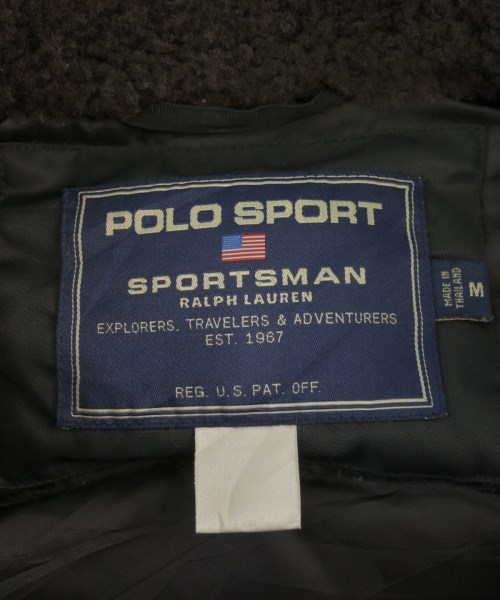 POLO SPORT
SPORTSMAN
RALPH LAUREN
EXPLORERS, TRAVELERS & ADVENTURERS
EST. 1967
REG. U.S. PAT. OFF.
MADE IN
THAILAND
M